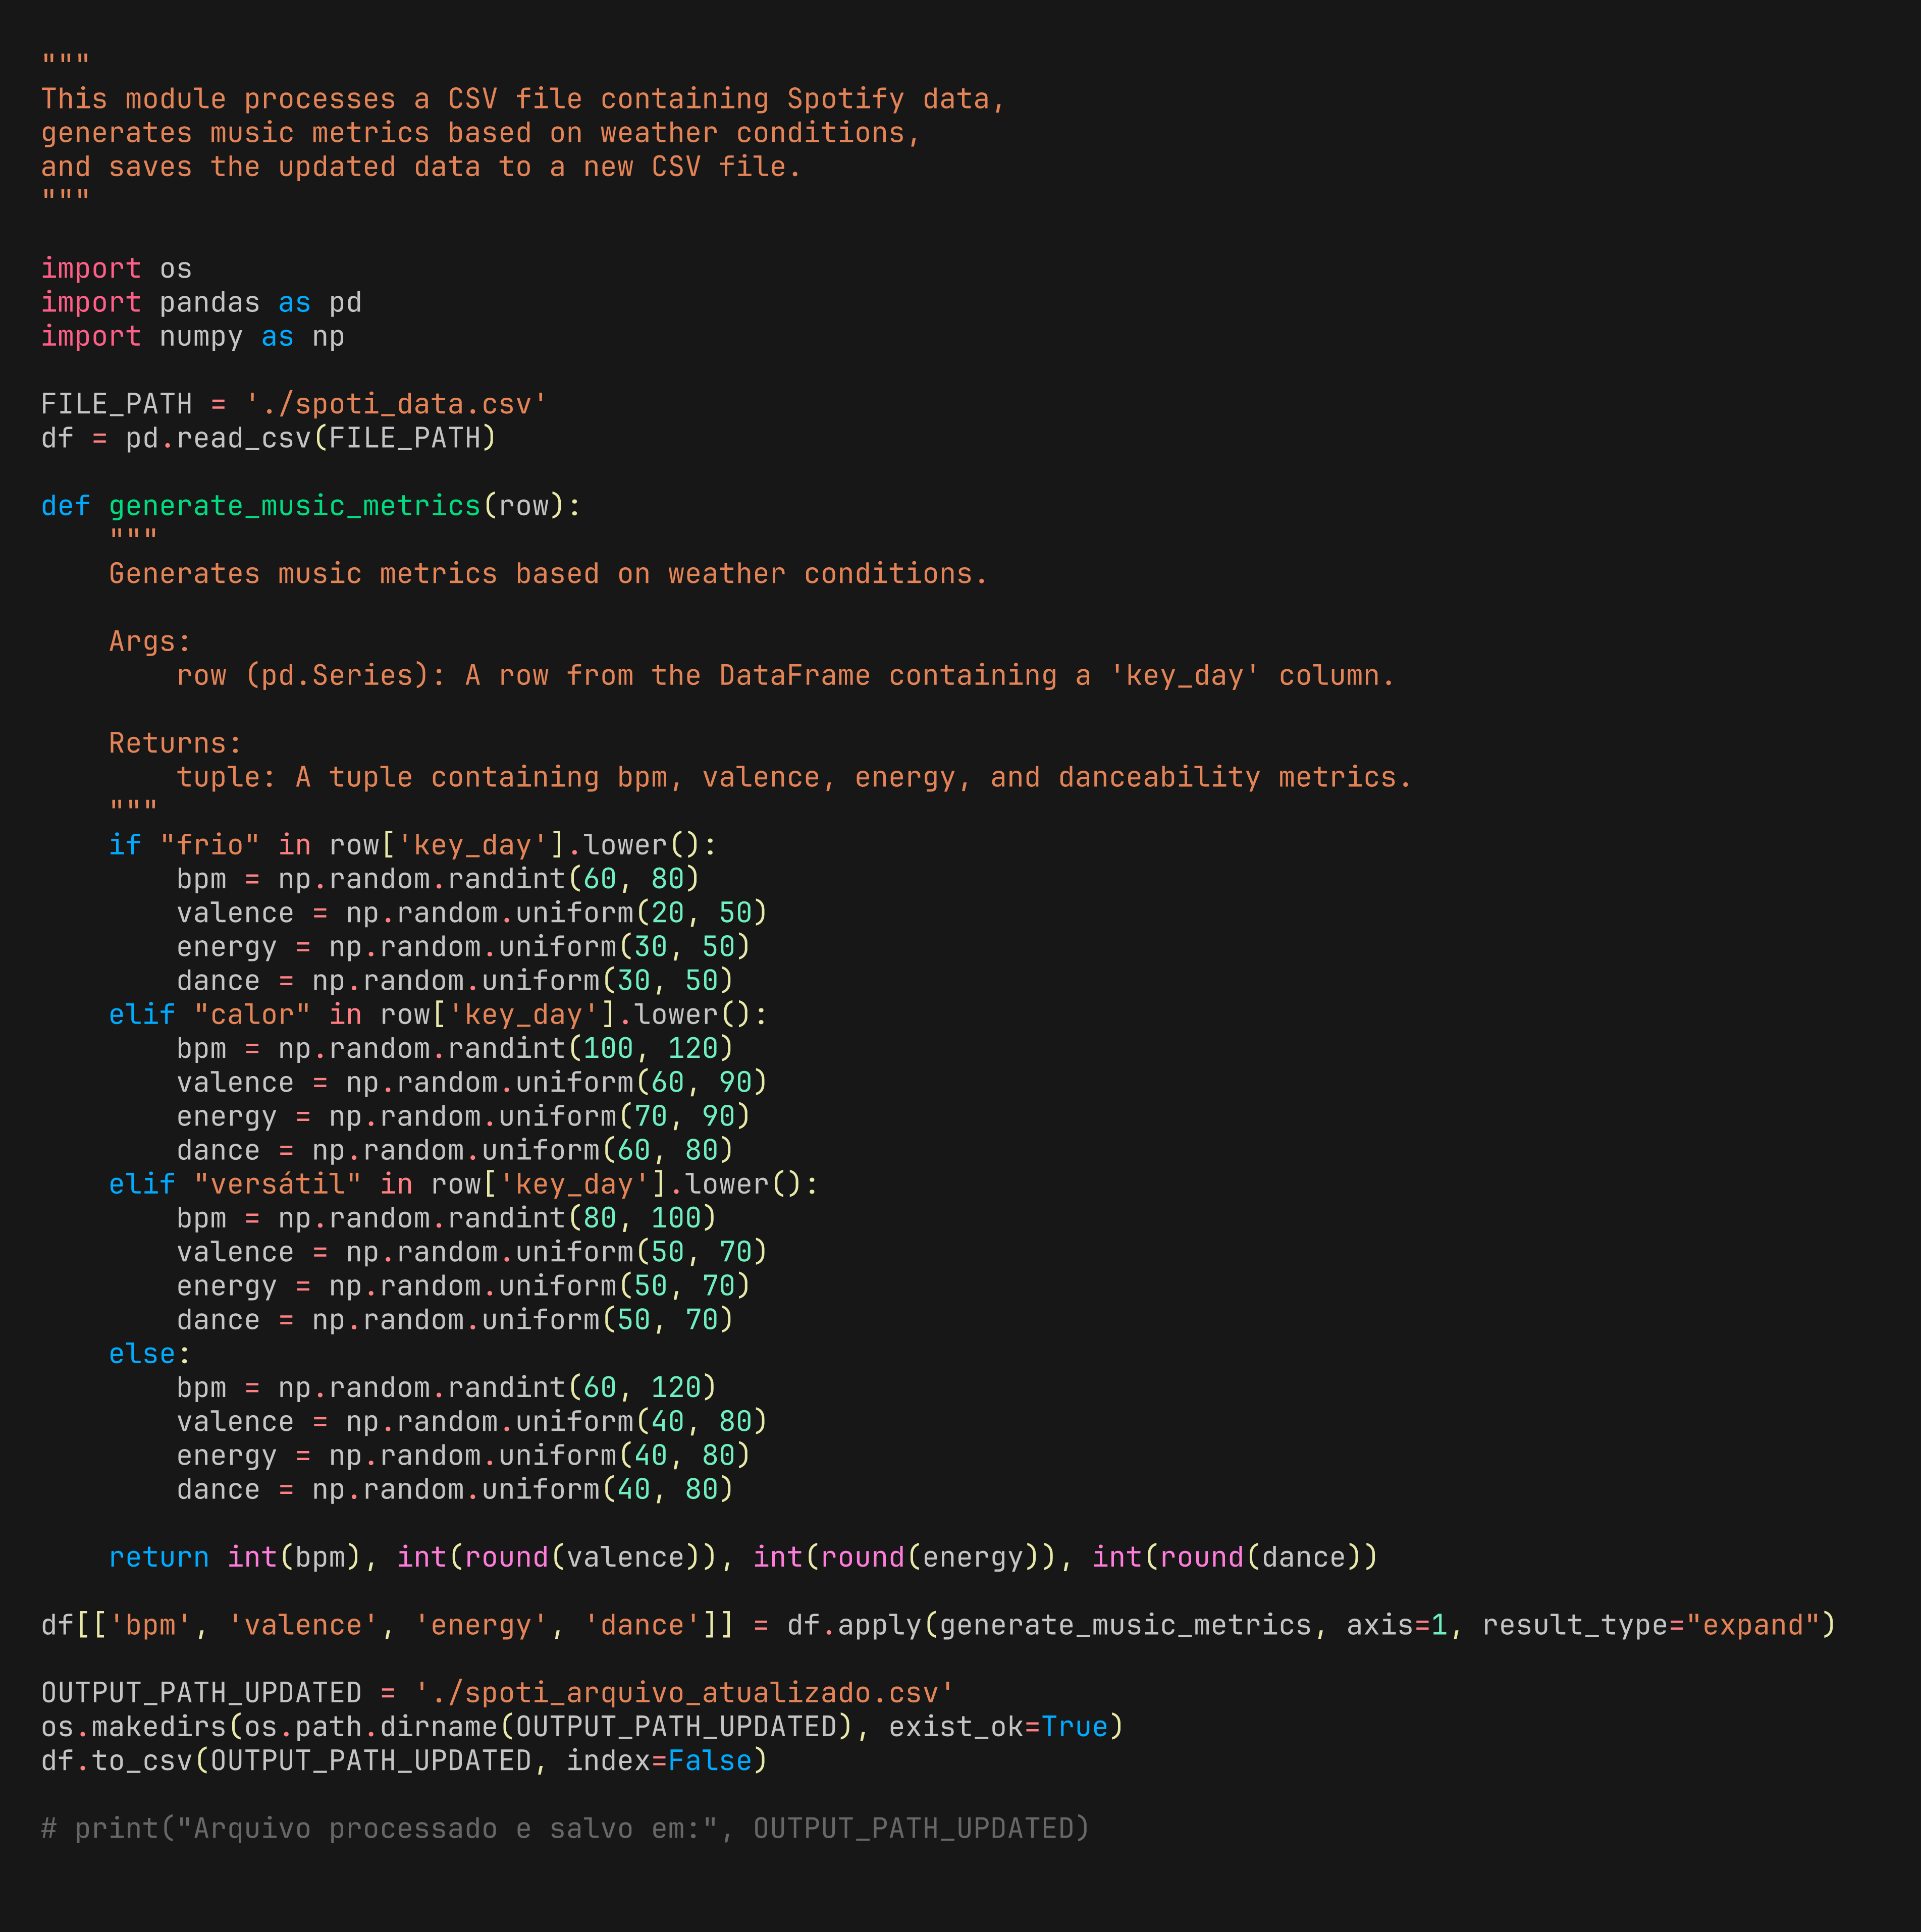 """
This module processes a CSV file containing Spotify data,
generates music metrics based on weather conditions,
and saves the updated data to a new CSV file.
"""

import os
import pandas as pd
import numpy as np

FILE_PATH = './spoti_data.csv'
df = pd.read_csv(FILE_PATH)

def generate_music_metrics(row):
    """
    Generates music metrics based on weather conditions.

    Args:
        row (pd.Series): A row from the DataFrame containing a 'key_day' column.

    Returns:
        tuple: A tuple containing bpm, valence, energy, and danceability metrics.
    """
    if "frio" in row['key_day'].lower():
        bpm = np.random.randint(60, 80)
        valence = np.random.uniform(20, 50)
        energy = np.random.uniform(30, 50)
        dance = np.random.uniform(30, 50)
    elif "calor" in row['key_day'].lower():
        bpm = np.random.randint(100, 120)
        valence = np.random.uniform(60, 90)
        energy = np.random.uniform(70, 90)
        dance = np.random.uniform(60, 80)
    elif "versátil" in row['key_day'].lower():
        bpm = np.random.randint(80, 100)
        valence = np.random.uniform(50, 70)
        energy = np.random.uniform(50, 70)
        dance = np.random.uniform(50, 70)
    else:
        bpm = np.random.randint(60, 120)
        valence = np.random.uniform(40, 80)
        energy = np.random.uniform(40, 80)
        dance = np.random.uniform(40, 80)

    return int(bpm), int(round(valence)), int(round(energy)), int(round(dance))

df[['bpm', 'valence', 'energy', 'dance']] = df.apply(generate_music_metrics, axis=1, result_type="expand")

OUTPUT_PATH_UPDATED = './spoti_arquivo_atualizado.csv'
os.makedirs(os.path.dirname(OUTPUT_PATH_UPDATED), exist_ok=True)
df.to_csv(OUTPUT_PATH_UPDATED, index=False)

# print("Arquivo processado e salvo em:", OUTPUT_PATH_UPDATED)